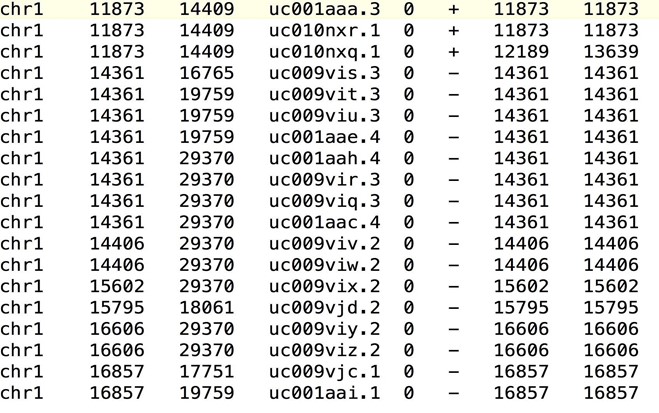 chr1 11873 14409 uc001aaa.3 0 + 11873 11873
chr1 11873 14409 uc010nxr.1 0 + 11873 11873
chr1 11873 14409 uc010nxq.1 0 + 12189 13639
chr1 14361 16765 uc009vis.3 0 − 14361 14361
chr1 14361 19759 uc009vit.3 0 − 14361 14361
chr1 14361 19759 uc009viu.3 0 − 14361 14361
chr1 14361 19759 uc001aae.4 0 − 14361 14361
chr1 14361 29370 uc001aah.4 0 − 14361 14361
chr1 14361 29370 uc009vir.3 0 − 14361 14361
chr1 14361 29370 uc009viq.3 0 − 14361 14361
chr1 14361 29370 uc001aac.4 0 − 14361 14361
chr1 14406 29370 uc009viv.2 0 − 14406 14406
chr1 14406 29370 uc009viw.2 0 − 14406 14406
chr1 15602 29370 uc009vix.2 0 − 15602 15602
chr1 15795 18061 uc009vjd.2 0 − 15795 15795
chr1 16606 29370 uc009viy.2 0 − 16606 16606
chr1 16606 29370 uc009viz.2 0 − 16606 16606
chr1 16857 17751 uc009vjc.1 0 − 16857 16857
chr1 16857 19759 uc001aai.1 0 − 16857 16857